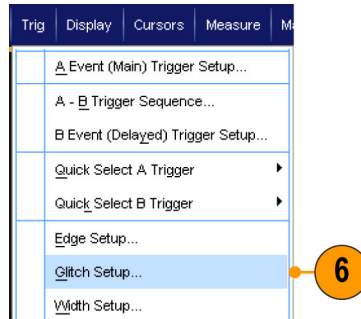 Trig Display Cursors Measure
A Event (Main) Trigger Setup...
A - B Trigger Sequence...
B Event (Delayed) Trigger Setup...
Quick Select A Trigger
Quick Select B Trigger
Edge Setup...
Glitch Setup...
6
Width Setup...